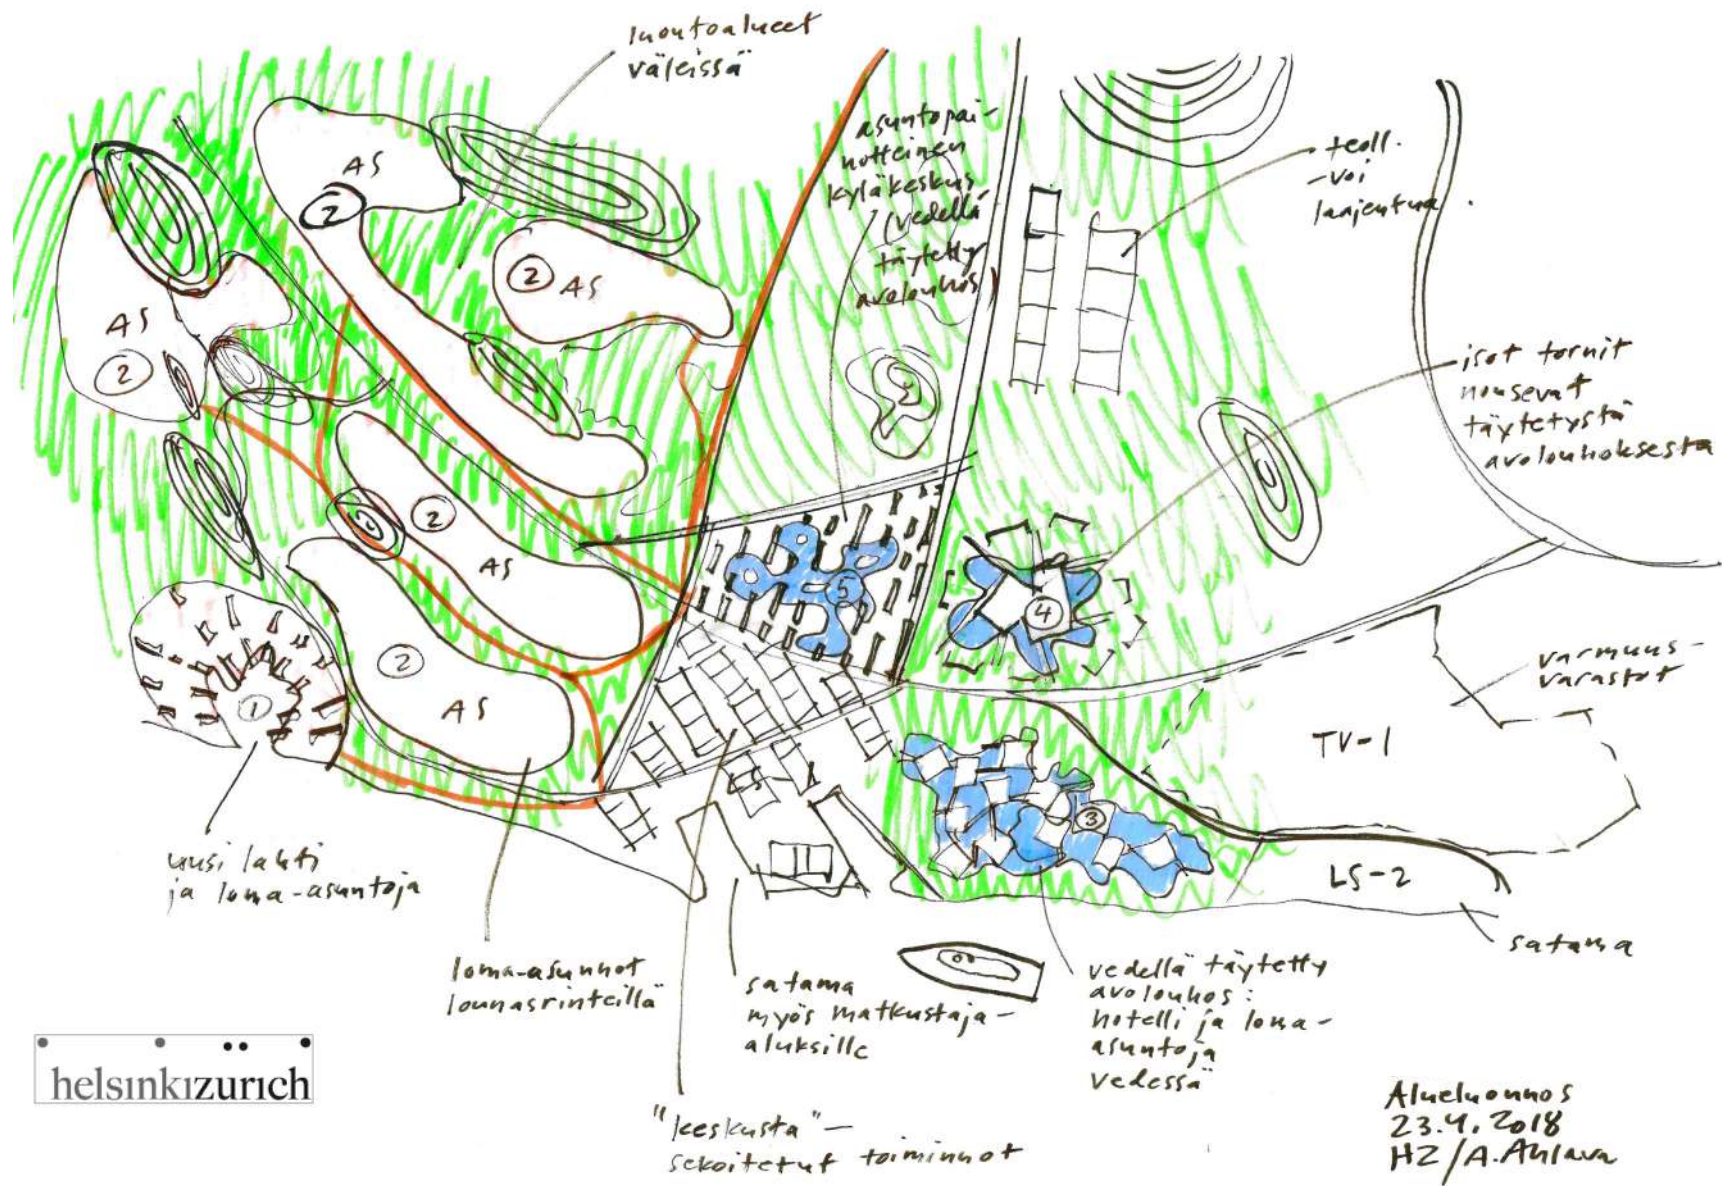 luontoalueet
väleissä
asuntopai-
notteinen
kyläkeskus
(vedellä
täytetty
avolouhos)
teoll.
-voi
laajentua.
AS
2
2
AS
AS
2
isot tornit
nousevat
täytetystä
avolouhoksesta
2
AS
5
4
2
AS
1
varmuus-
varastot
TV-1
LS
3
LS-2
uusi lahti
ja loma-asuntoja
satama
loma-asunnot
lounasrinteillä
satama
myös matkustaja-
aluksille
vedellä täytetty
avolouhos:
hotelli ja loma-
asuntoja
vedessä
"keskusta"-
sekoitetut toiminnot
helsinkizurich
Alueluonnos
23.4.2018
HZ/A.Ahlava